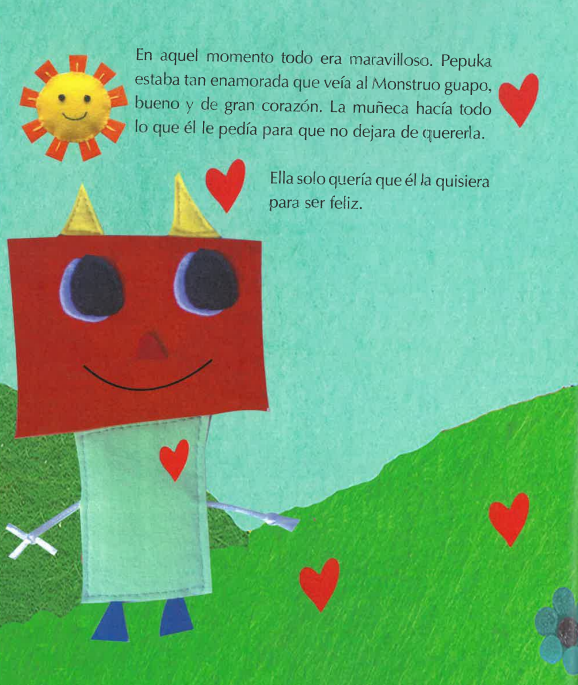 En aquel momento todo era maravilloso. Pepuka
estaba tan enamorada que veía al Monstruo guapo,
bueno y de gran corazón. La muñeca hacía todo
lo que él le pedía para que no dejara de quererla.
Ella solo quería que él la quisiera
para ser feliz.